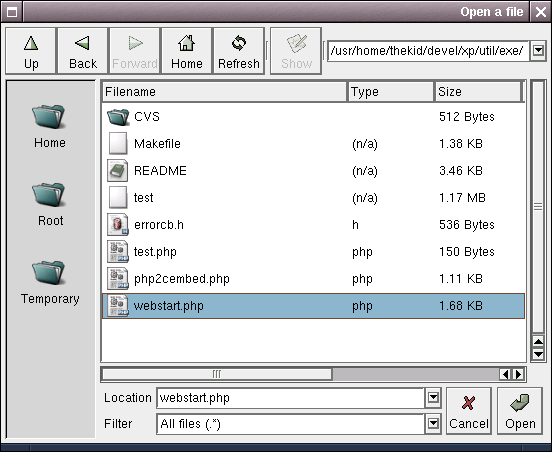 Open a file
Up Back Forward Home Refresh Show /usr/home/thekid/devel/xp/util/exe/
Home
Root
Temporary
Filename Type Size
CVS 512 Bytes
Makefile (n/a) 1.38 KB
README (n/a) 3.46 KB
test (n/a) 1.17 MB
errorcb.h h 536 Bytes
test.php php 150 Bytes
php2cembed.php php 1.11 KB
webstart.php php 1.68 KB
Location webstart.php
Filter All files (.*)
Cancel Open